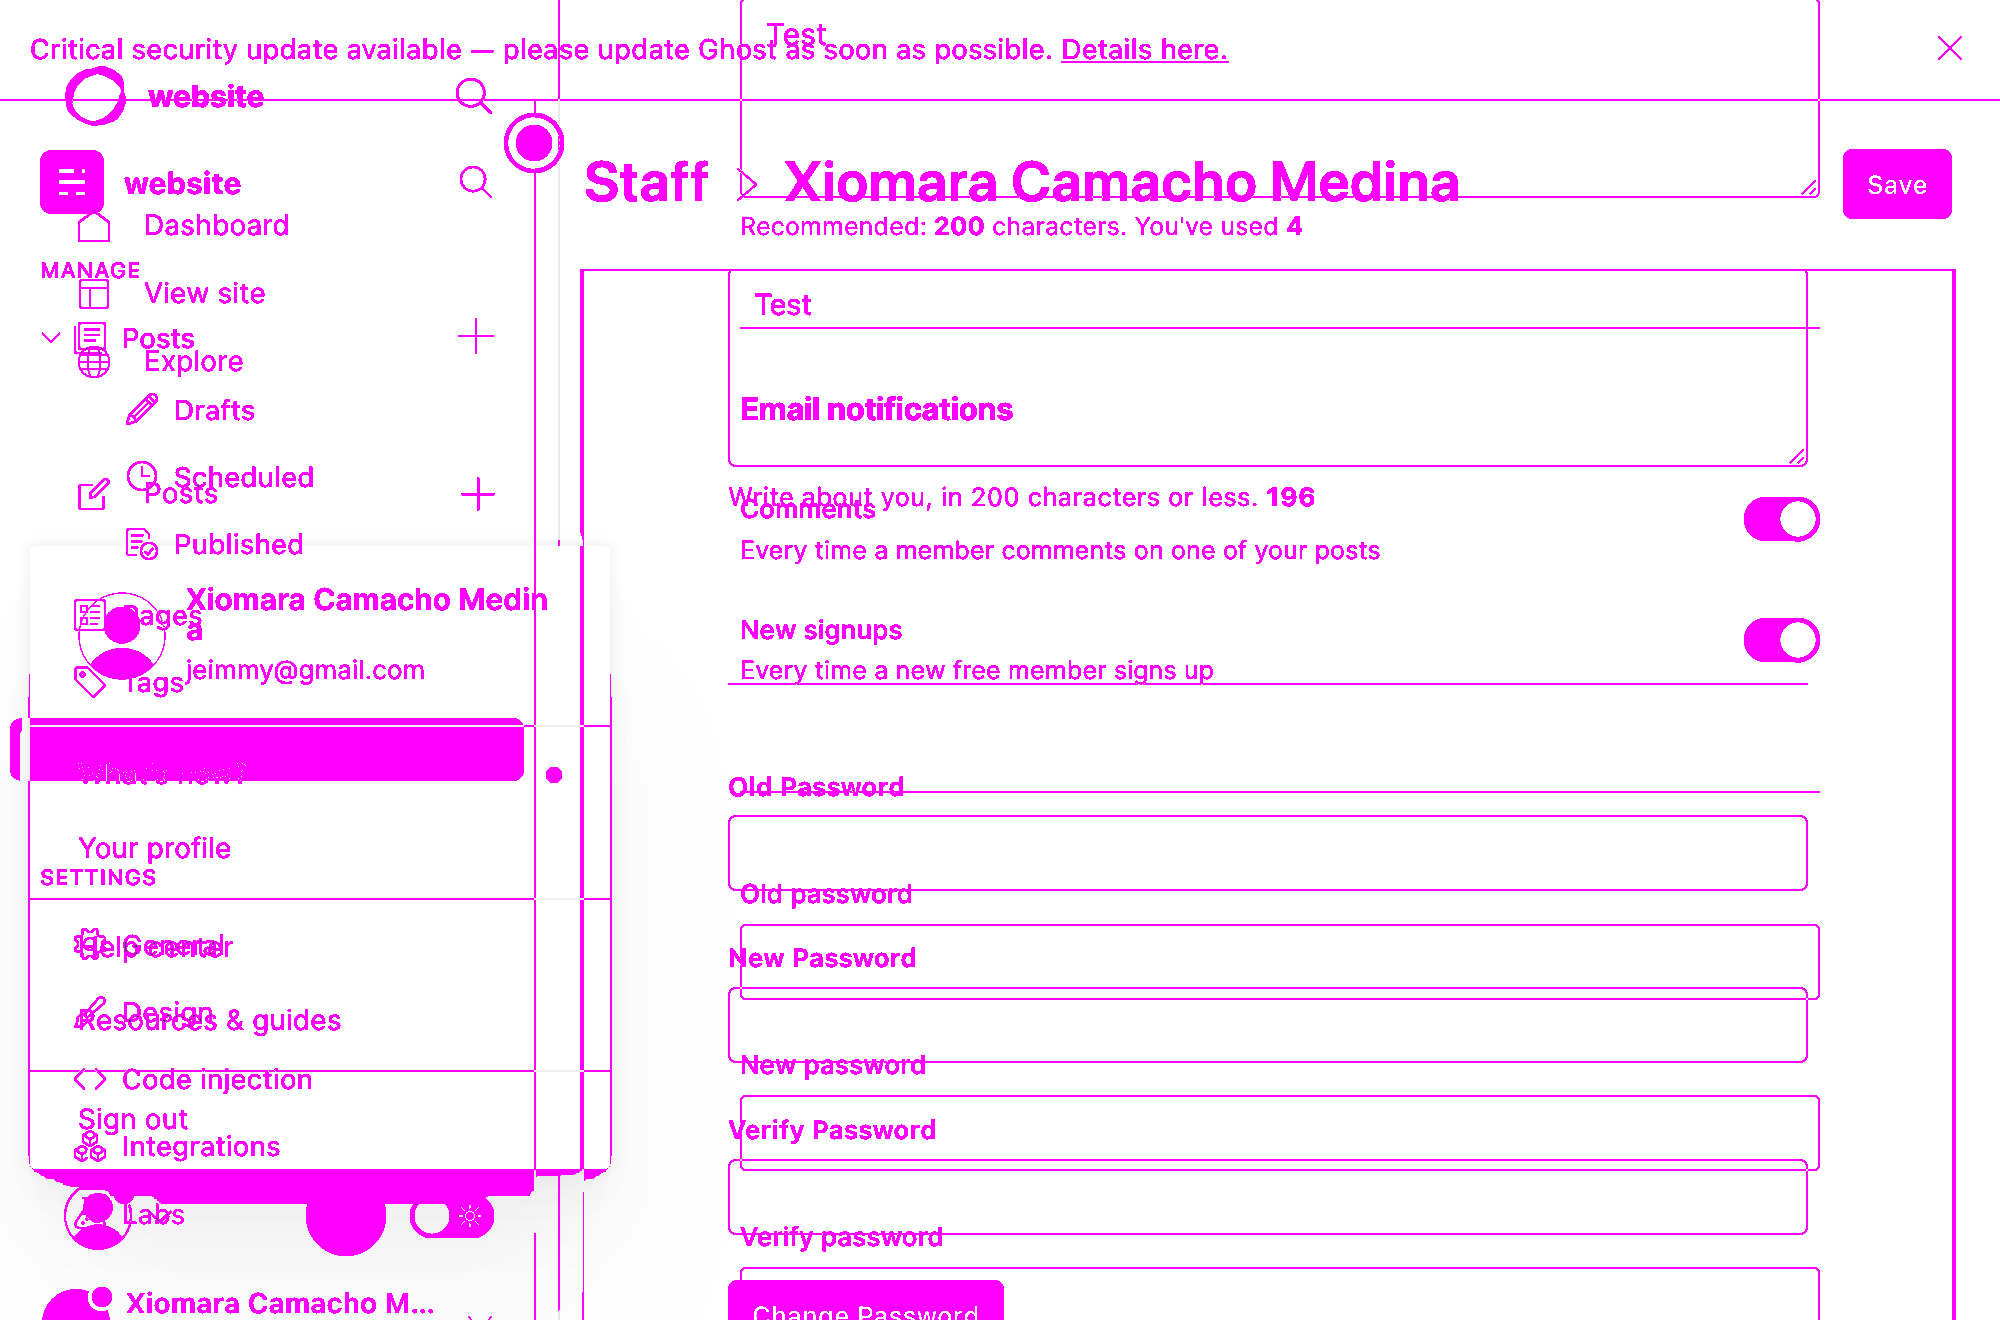 Test
Critical security update available — please update Ghost as soon as possible. Details here.
website
website
Staff
Xiomara Camacho Medina
Save
Dashboard
Recommended: 200 characters. You've used 4
MANAGE
View site
Test
Posts
Explore
Drafts
Email notifications
Scheduled
Posts
Write about you, in 200 characters or less. 196
Comments
Published
Every time a member comments on one of your posts
Xiomara Camacho Medin
a
Pages
New signups
jeimmy@gmail.com
Every time a new free member signs up
Tags
What's new?
Old Password
Your profile
SETTINGS
Old password
General
Help center
New Password
Design
Resources & guides
New password
Code injection
Sign out
Verify Password
Integrations
Labs
Verify password
Xiomara Camacho M...
Change Password